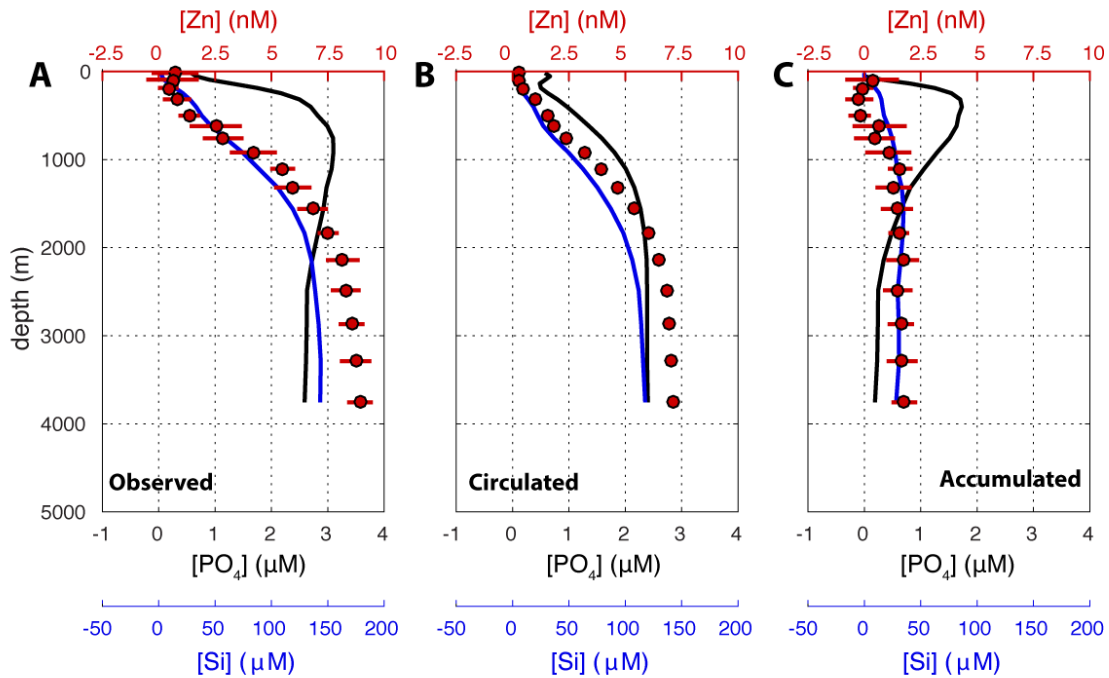 [Zn] (nM) [Zn] (nM) [Zn] (nM)
-2.5 0 2.5 5 7.5 10 -2.5 0 2.5 5 7.5 10 -2.5 0 2.5 5 7.5 10
A B C
0
1000
2000
3000
4000
5000
depth (m)
Observed Circulated Accumulated
-1 0 1 2 3 4 -1 0 1 2 3 4 -1 0 1 2 3 4
[PO4] (μM) [PO4] (μM) [PO4] (μM)
-50 0 50 100 150 200 -50 0 50 100 150 200 -50 0 50 100 150 200
[Si] (μM) [Si] (μM) [Si] (μM)